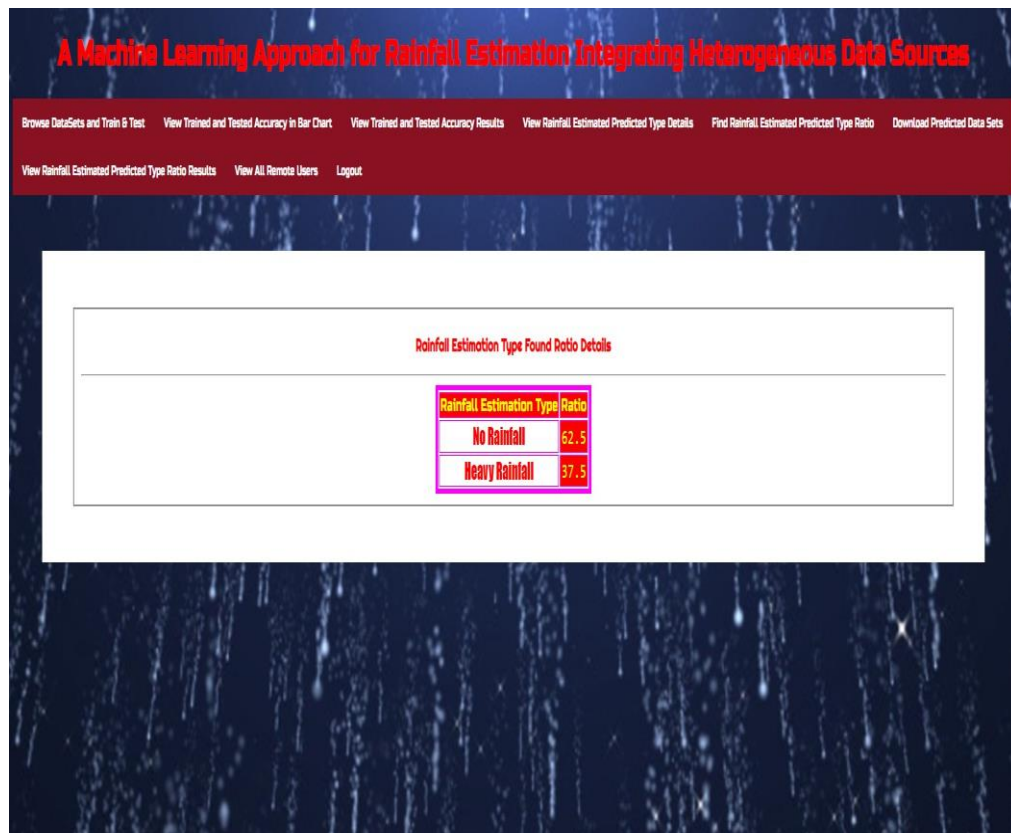 A Machine Learning Approach for Rainfall Estimation Integrating Heterogeneous Data Sources
Browse DataSets and Train & Test View Trained and Tested Accuracy in Bar Chart View Trained and Tested Accuracy Results View Rainfall Estimated Predicted Type Details Find Rainfall Estimated Predicted Type Ratio Download Predicted Data Sets
View Rainfall Estimated Predicted Type Ratio Results View All Remote Users Logout
Rainfall Estimation Type Found Ratio Details
Rainfall Estimation Type Ratio
No Rainfall 62.5
Heavy Rainfall 37.5